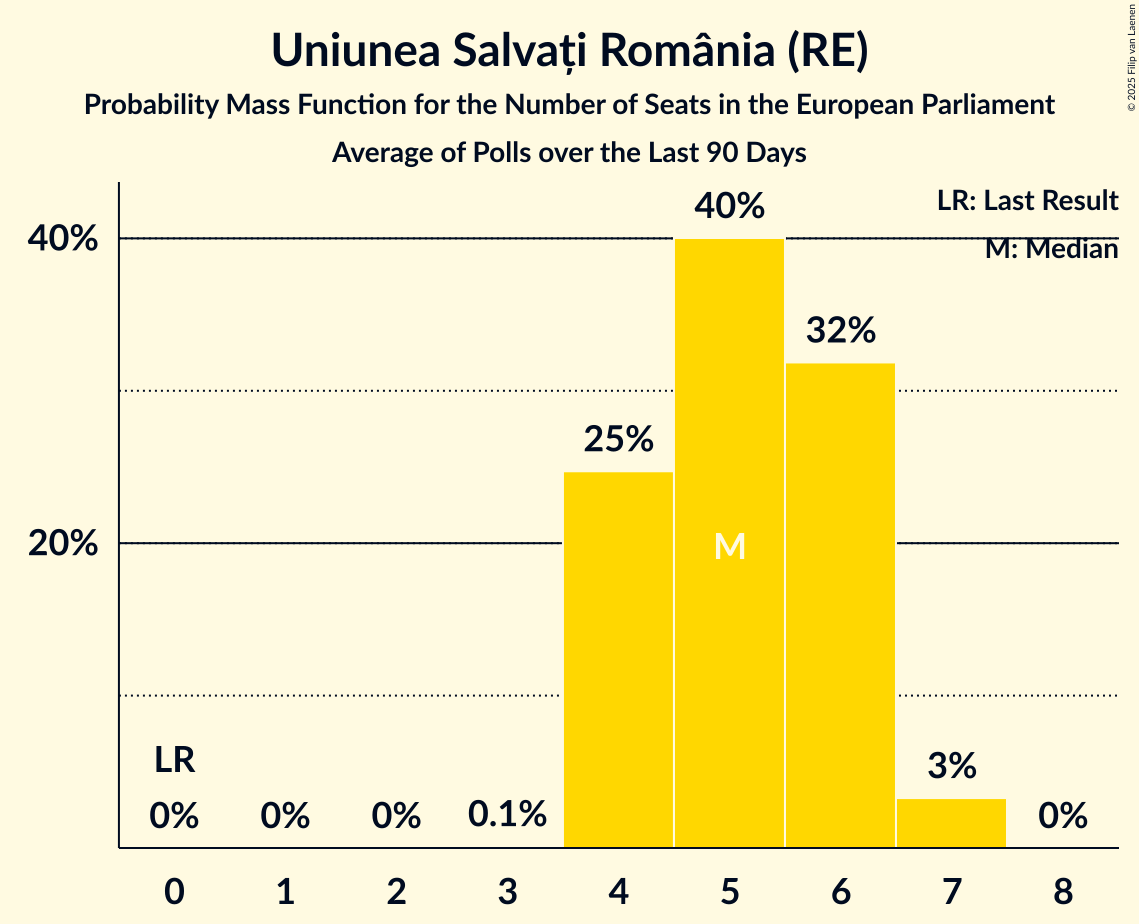 Uniunea Salvați România (RE)
Probability Mass Function for the Number of Seats in the European Parliament
Average of Polls over the Last 90 Days
© 2025 Filip van Laenen
LR: Last Result
M: Median
40%
20%
40%
32%
25%
M
3%
LR
0%
0%
0%
0.1%
0%
0 1 2 3 4 5 6 7 8